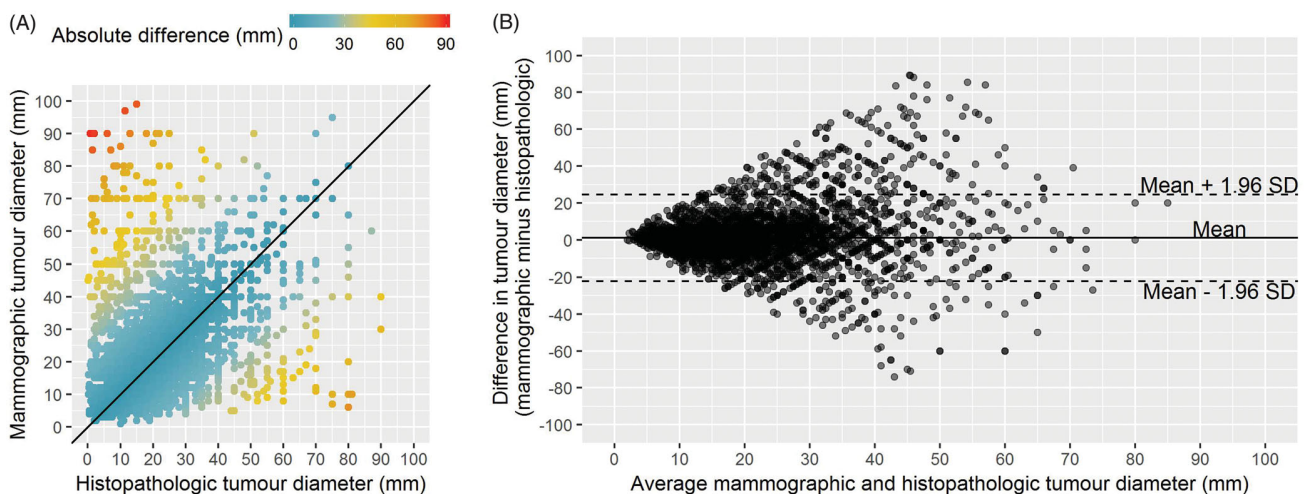 (A)
Absolute difference (mm)
0 30 60 90
Mammographic tumour diameter (mm)
100
90
80
70
60
50
40
30
20
10
0
0 10 20 30 40 50 60 70 80 90 100
Histopathologic tumour diameter (mm)
(B)
Difference in tumour diameter (mm)
(mammographic minus histopathologic)
100
80
60
40
20
0
-20
-40
-60
-80
-100
Mean + 1.96 SD
Mean
Mean - 1.96 SD
0 10 20 30 40 50 60 70 80 90 100
Average mammographic and histopathologic tumour diameter (mm)